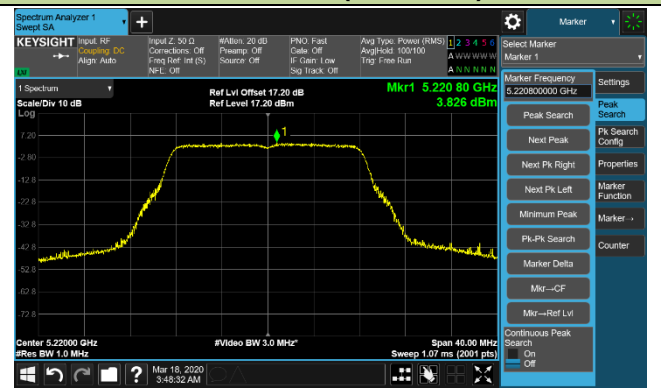 Spectrum Analyzer 1
Swept SA
Marker
KEYSIGHT
Input: RF
Coupling: DC
Align: Auto
Input Z: 50 Ω
Corrections: Off
Freq Ref: Int (S)
NFE: Off
#Atten: 20 dB
Preamp: Off
Source: Off
PNO: Fast
Gate: Off
IF Gain: Low
Sig Track: Off
Avg Type: Power (RMS)
Avg|Hold: 100/100
Trig: Free Run
1 2 3 4 5 6
A W W W W W
A N N N N N
LXI
Select Marker
Marker 1
1 Spectrum
Scale/Div 10 dB
Log
Ref Lvl Offset 17.20 dB
Ref Level 17.20 dBm
Mkr1 5.220 80 GHz
3.826 dBm
7.20
-2.80
-12.8
-22.8
-32.8
-42.8
-52.8
-62.8
-72.8
1
Center 5.22000 GHz
#Res BW 1.0 MHz
#Video BW 3.0 MHz*
Span 40.00 MHz
Sweep 1.07 ms (2001 pts)
Marker Frequency
5.220800000 GHz
Peak Search
Next Peak
Next Pk Right
Next Pk Left
Minimum Peak
Pk-Pk Search
Marker Delta
Mkr→CF
Mkr→Ref Lvl
Continuous Peak
Search
On
Off
Settings
Peak
Search
Pk Search
Config
Properties
Marker
Function
Marker→
Counter
?
Mar 18, 2020
3:48:32 AM